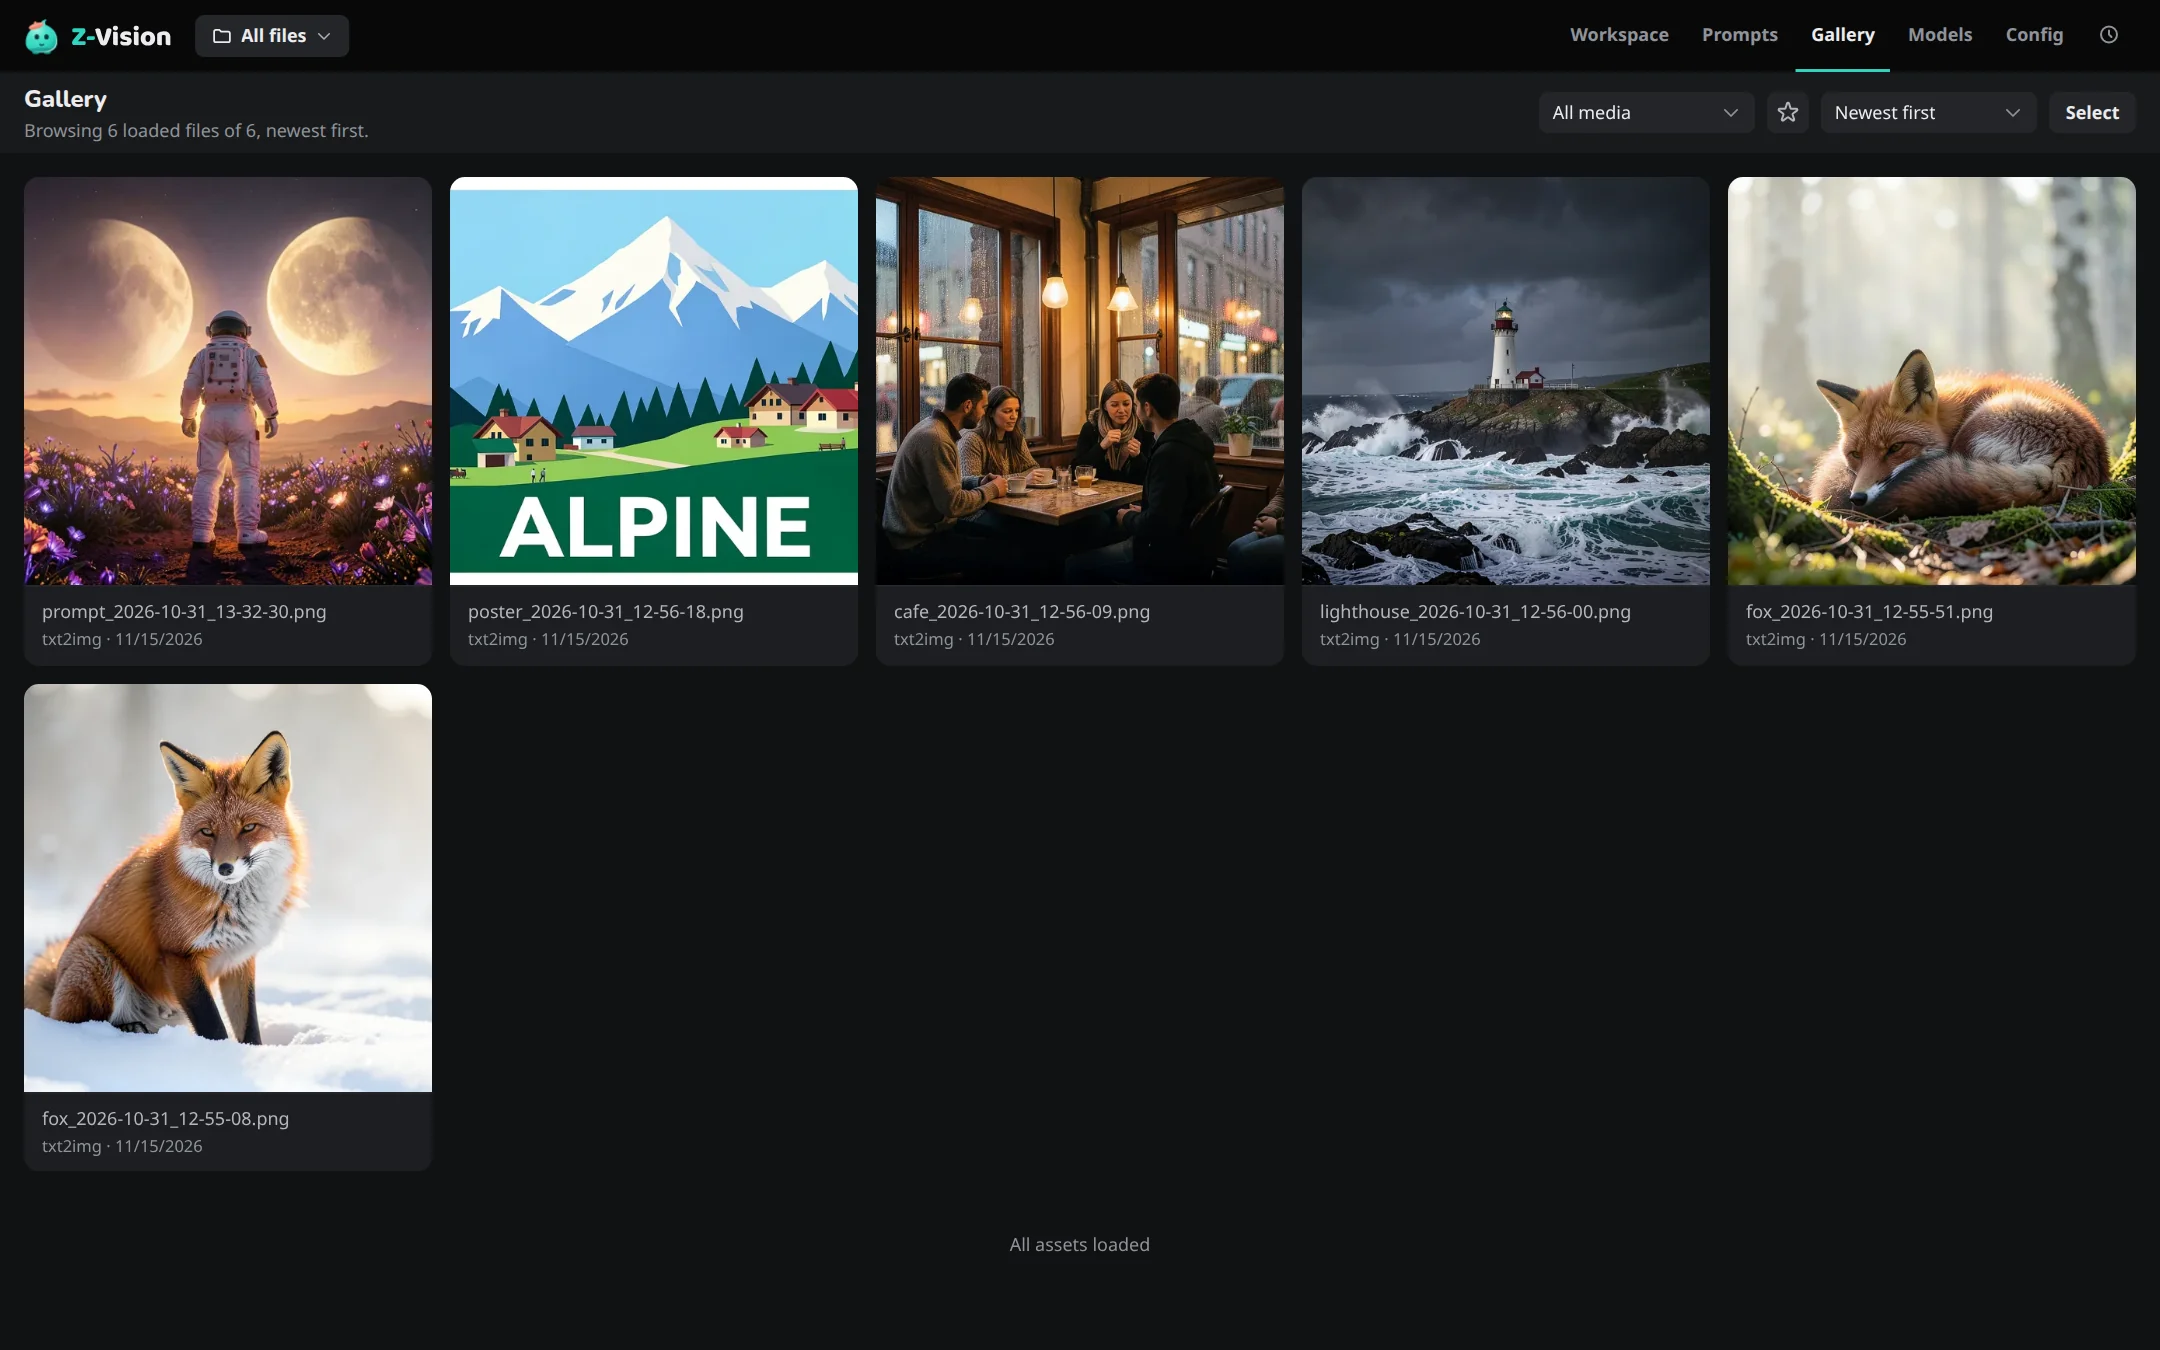 Z-Vision
All files
Workspace
Prompts
Gallery
Models
Config
Gallery
Browsing 6 loaded files of 6, newest first.
All media
Newest first
Select
ALPINE
prompt_2026-10-31_13-32-30.png
txt2img · 11/15/2026
poster_2026-10-31_12-56-18.png
txt2img · 11/15/2026
cafe_2026-10-31_12-56-09.png
txt2img · 11/15/2026
lighthouse_2026-10-31_12-56-00.png
txt2img · 11/15/2026
fox_2026-10-31_12-55-51.png
txt2img · 11/15/2026
fox_2026-10-31_12-55-08.png
txt2img · 11/15/2026
All assets loaded